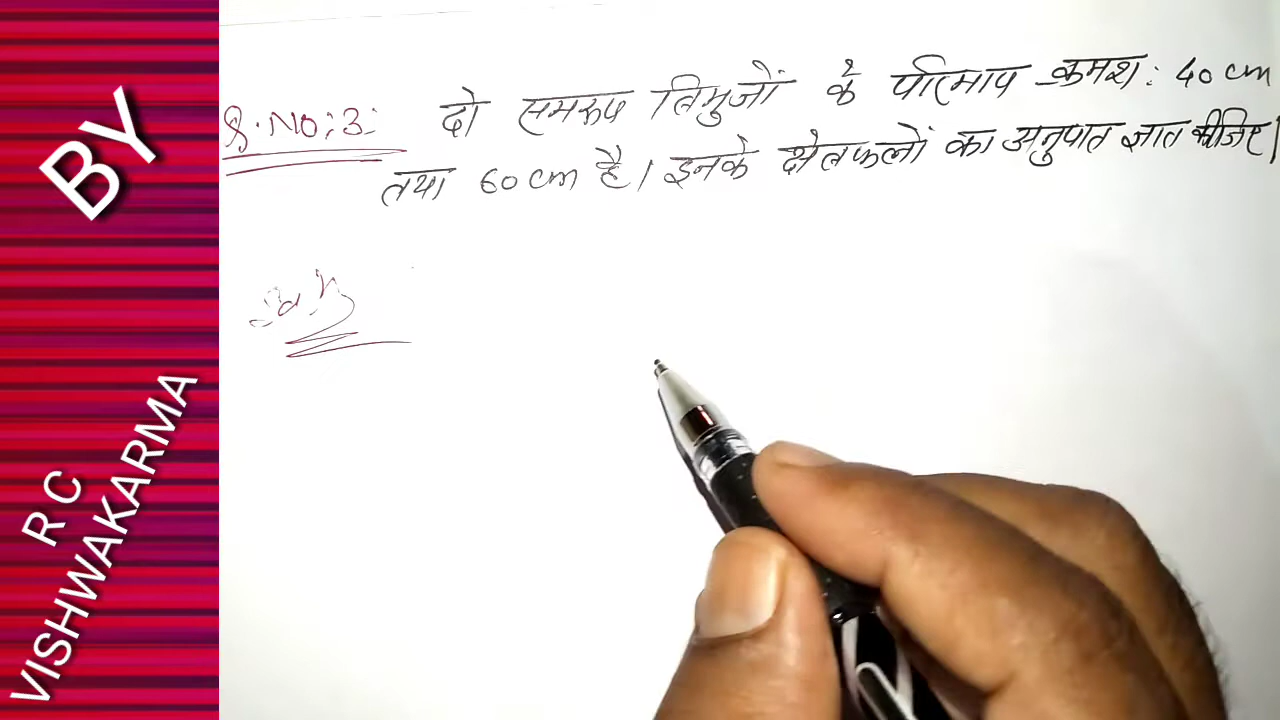 BY
R C
VISHWAKARMA
Q.No:3: दो समरूप त्रिभुजों के परिमाप क्रमश: 40 cm
तथा 60 cm है। इनके क्षेत्रफलों का अनुपात ज्ञात कीजिए।